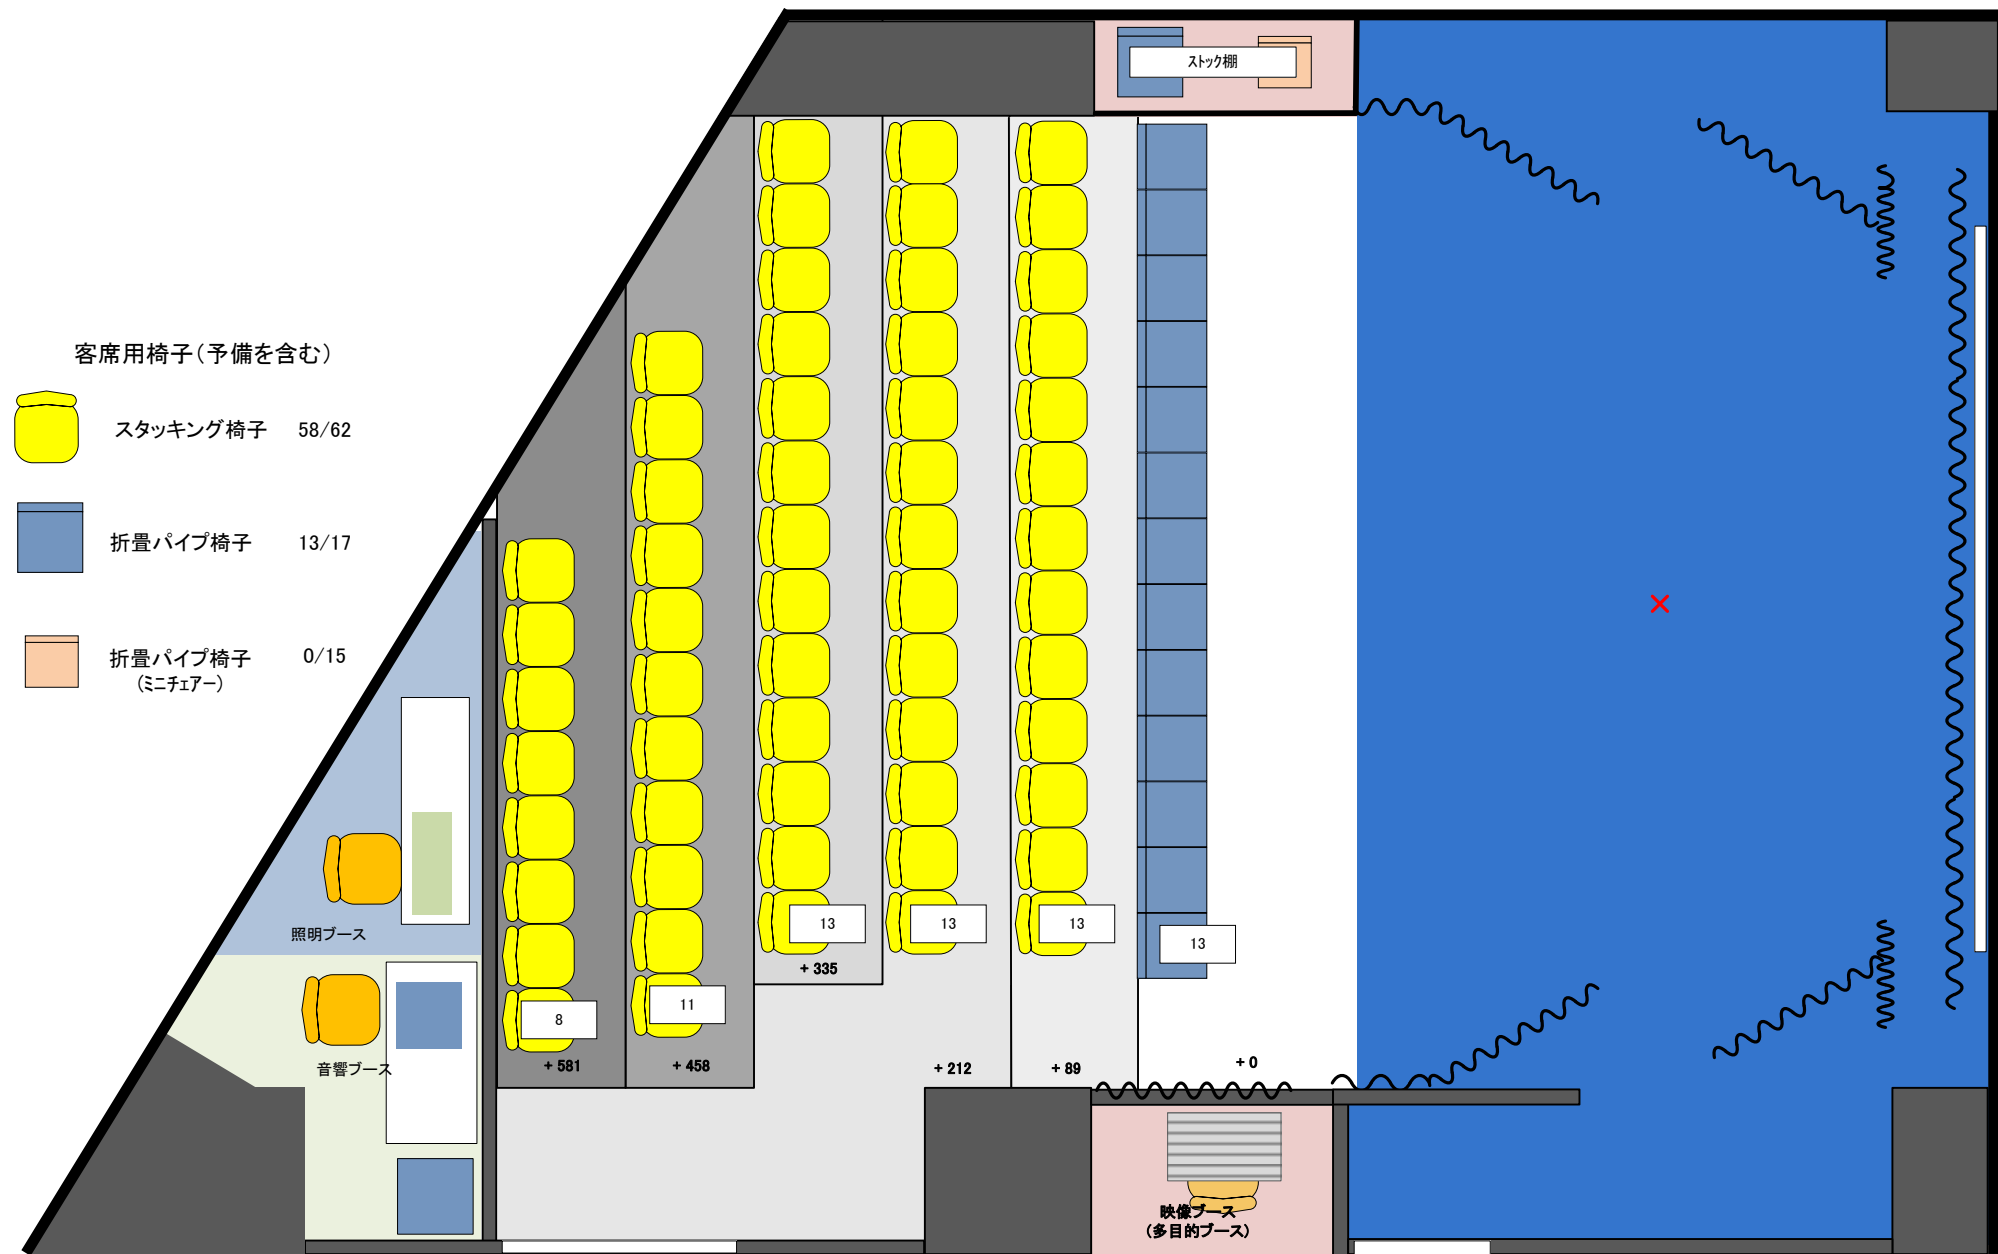 ストック棚
客席用椅子(予備を含む)
スタッキング椅子 58/62
折畳パイプ椅子 13/17
折畳パイプ椅子 0/15
(ミニチェアー)
13
13
13
13
照明ブース
+ 335
8
11
音響ブース
+ 581
+ 458
+ 212
+ 89
+ 0
映像ブース
(多目的ブース)